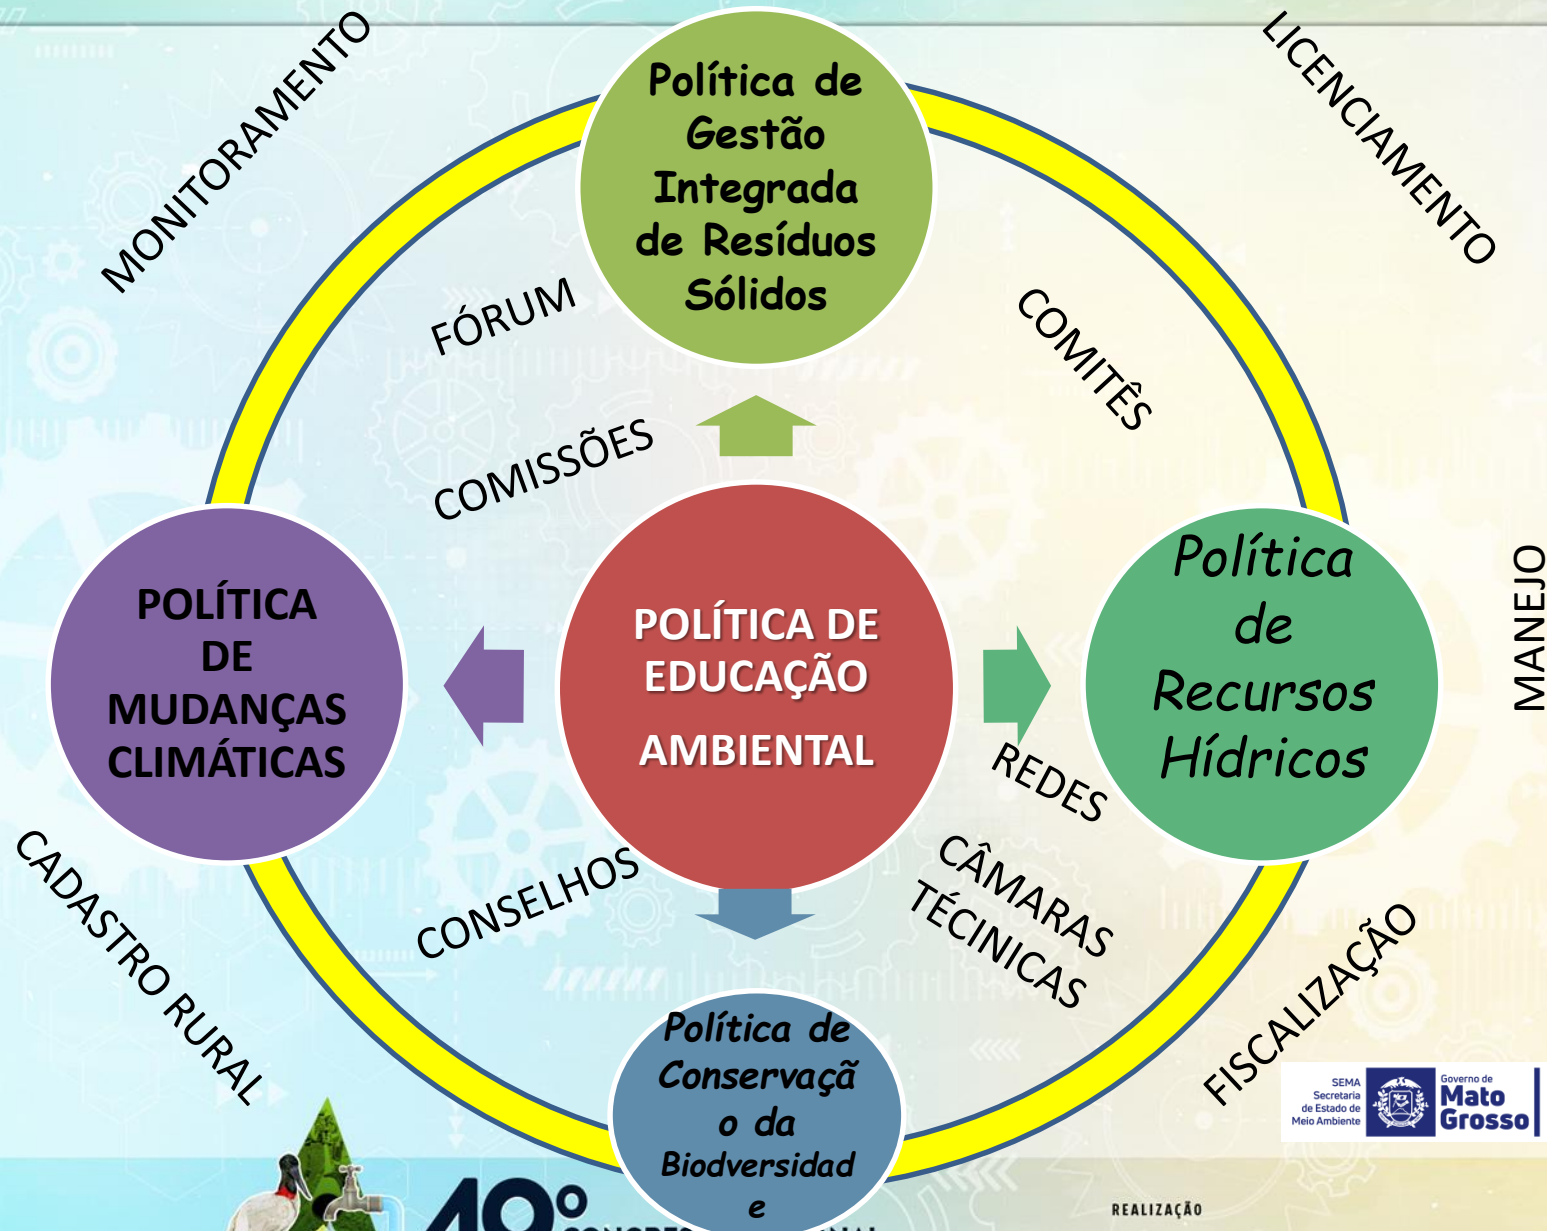 MONITORAMENTO
LICENCIAMENTO
Política de
Gestão
Integrada
de Resíduos
Sólidos
FÓRUM
COMITÊS
COMISSÕES
POLÍTICA
DE
MUDANÇAS
CLIMÁTICAS
POLÍTICA DE
EDUCAÇÃO
AMBIENTAL
Política
de
Recursos
Hídricos
MANEJO
REDES
CÂMARAS
TÉCINICAS
CONSELHOS
CADASTRO RURAL
FISCALIZAÇÃO
Política de
Conservaçã
o da
Biodversidad
e
SEMA
Secretaria
de Estado de
Meio Ambiente
Governo de
Mato
Grosso
49º
REALIZAÇÃO